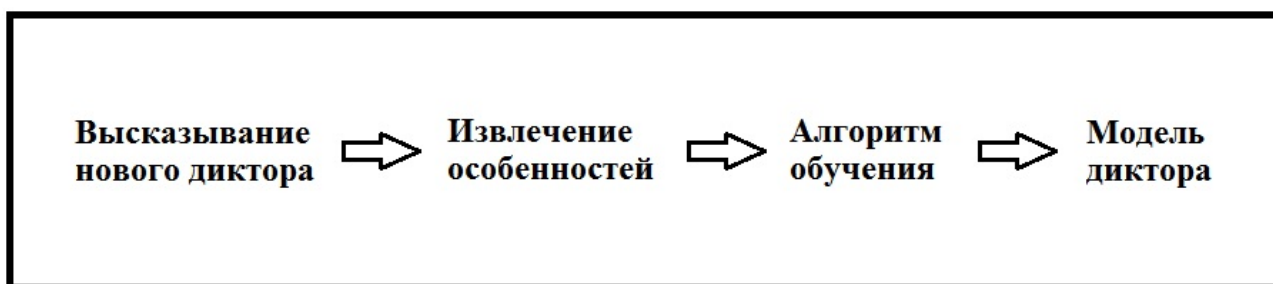 Высказывание
нового диктора
Извлечение
особенностей
Алгоритм
обучения
Модель
диктора